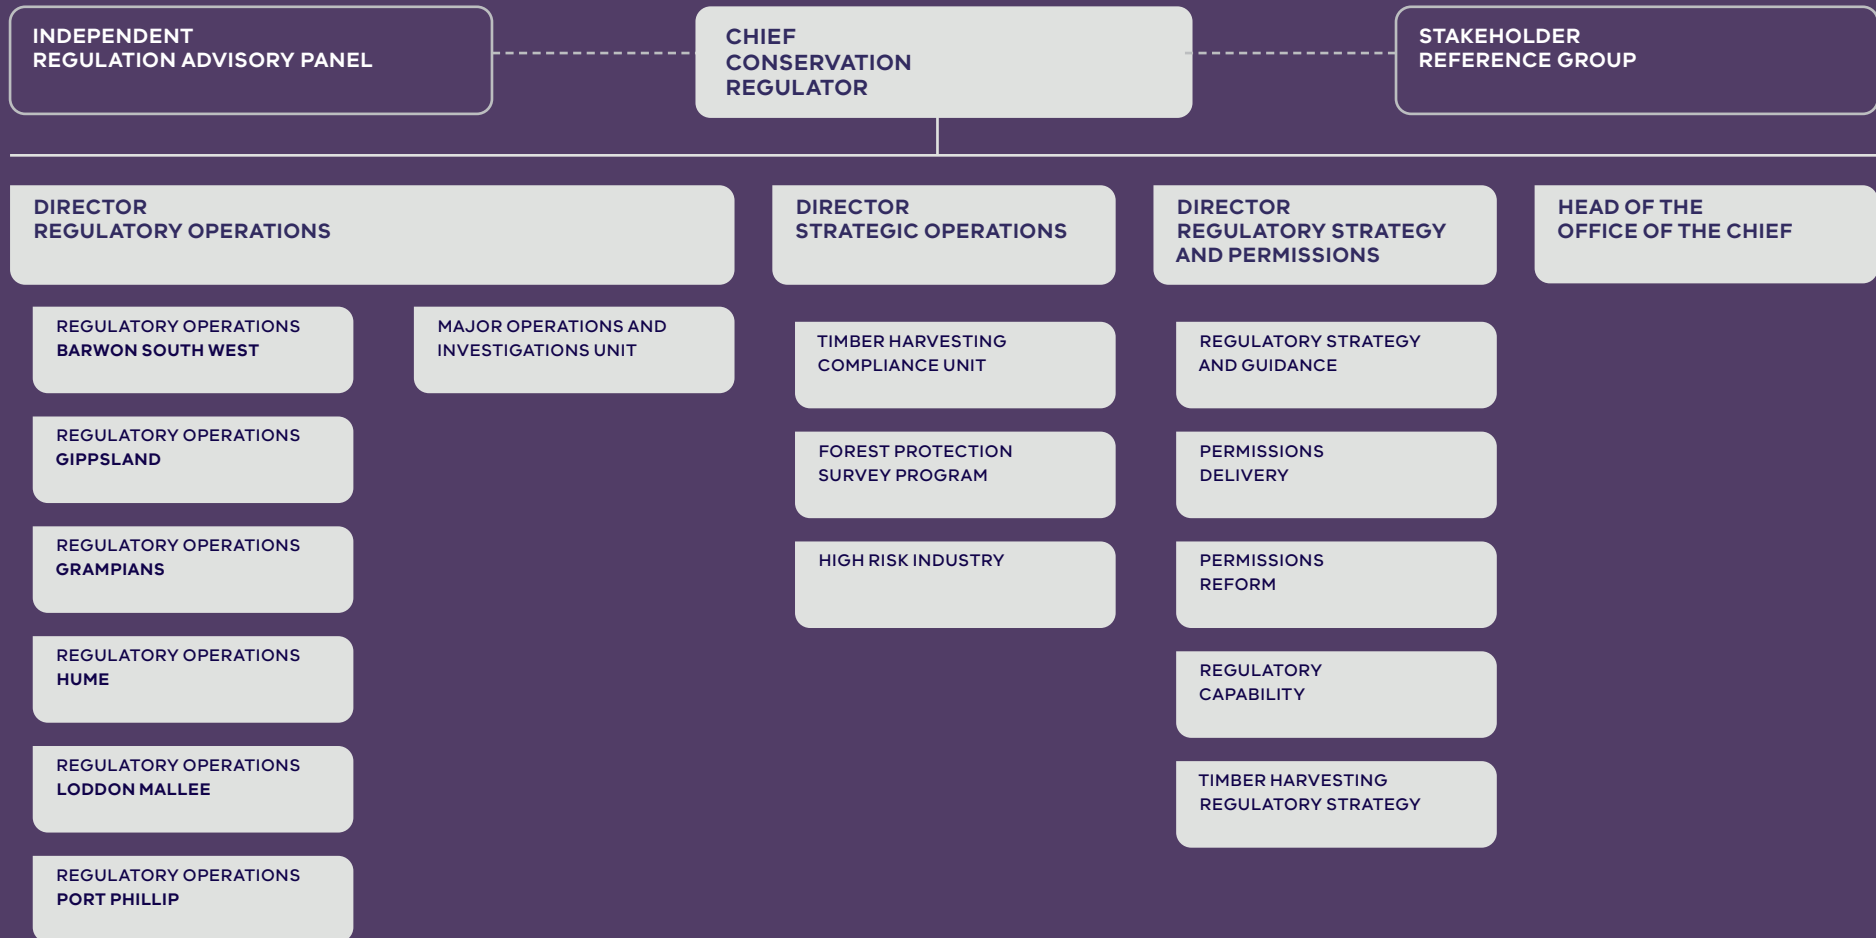 INDEPENDENT
REGULATION ADVISORY PANEL
CHIEF
CONSERVATION
REGULATOR
STAKEHOLDER
REFERENCE GROUP
DIRECTOR
REGULATORY OPERATIONS
REGULATORY OPERATIONS
BARWON SOUTH WEST
REGULATORY OPERATIONS
GIPPSLAND
REGULATORY OPERATIONS
GRAMPIANS
REGULATORY OPERATIONS
HUME
REGULATORY OPERATIONS
LODDON MALLEE
REGULATORY OPERATIONS
PORT PHILLIP
MAJOR OPERATIONS AND
INVESTIGATIONS UNIT
DIRECTOR
STRATEGIC OPERATIONS
TIMBER HARVESTING
COMPLIANCE UNIT
FOREST PROTECTION
SURVEY PROGRAM
HIGH RISK INDUSTRY
DIRECTOR
REGULATORY STRATEGY
AND PERMISSIONS
REGULATORY STRATEGY
AND GUIDANCE
PERMISSIONS
DELIVERY
PERMISSIONS
REFORM
REGULATORY
CAPABILITY
TIMBER HARVESTING
REGULATORY STRATEGY
HEAD OF THE
OFFICE OF THE CHIEF